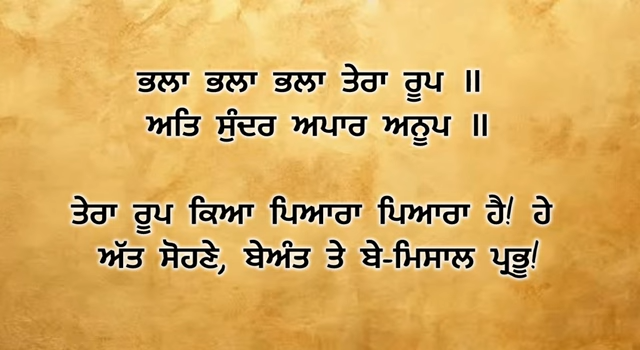 ਭਲਾ ਭਲਾ ਭਲਾ ਤੇਰਾ ਰੂਪ ॥
ਅਤਿ ਸੁੰਦਰ ਅਪਾਰ ਅਨੂਪ ॥
ਤੇਰਾ ਰੂਪ ਕਿਆ ਪਿਆਰਾ ਪਿਆਰਾ ਹੈ! ਹੇ
ਅੱਤ ਸੋਹਣੇ, ਬੇਅੰਤ ਤੇ ਬੇ-ਮਿਸਾਲ ਪ੍ਰਭੂ!